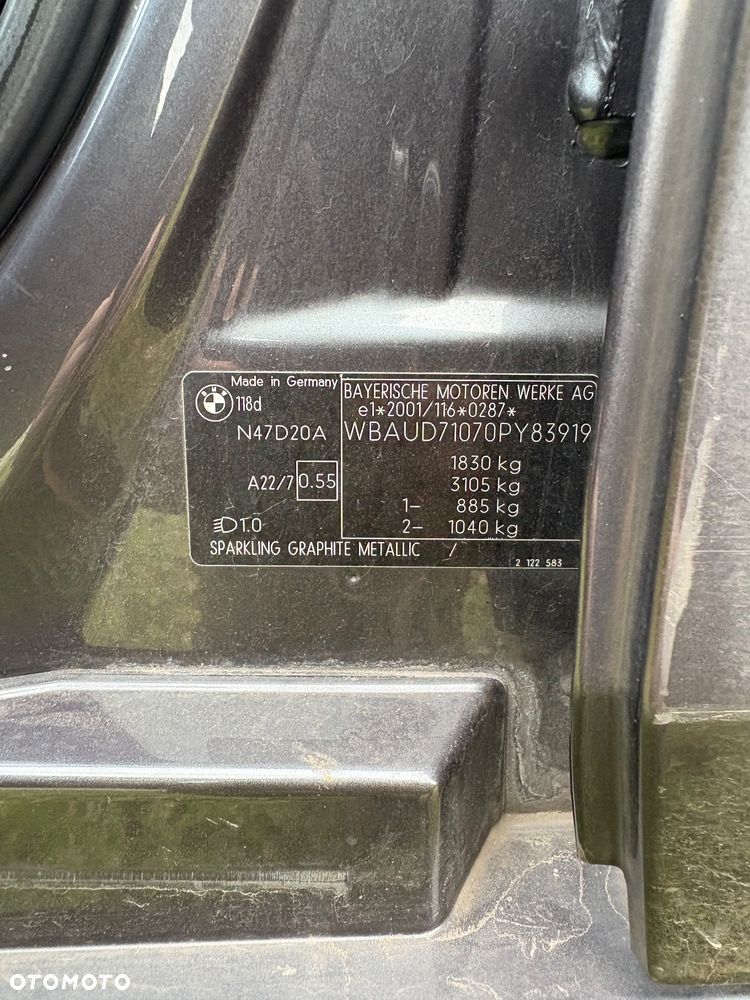 Made in Germany
BMW
118d
N47D20A
A22/7 0.55
1.0
BAYERISCHE MOTOREN WERKE AG
e1*2001/116*0287*
WBAUD71070PY83919
1830 kg
3105 kg
1- 885 kg
2- 1040 kg
SPARKLING GRAPHITE METALLIC /
2 122 583
OTOMOTO